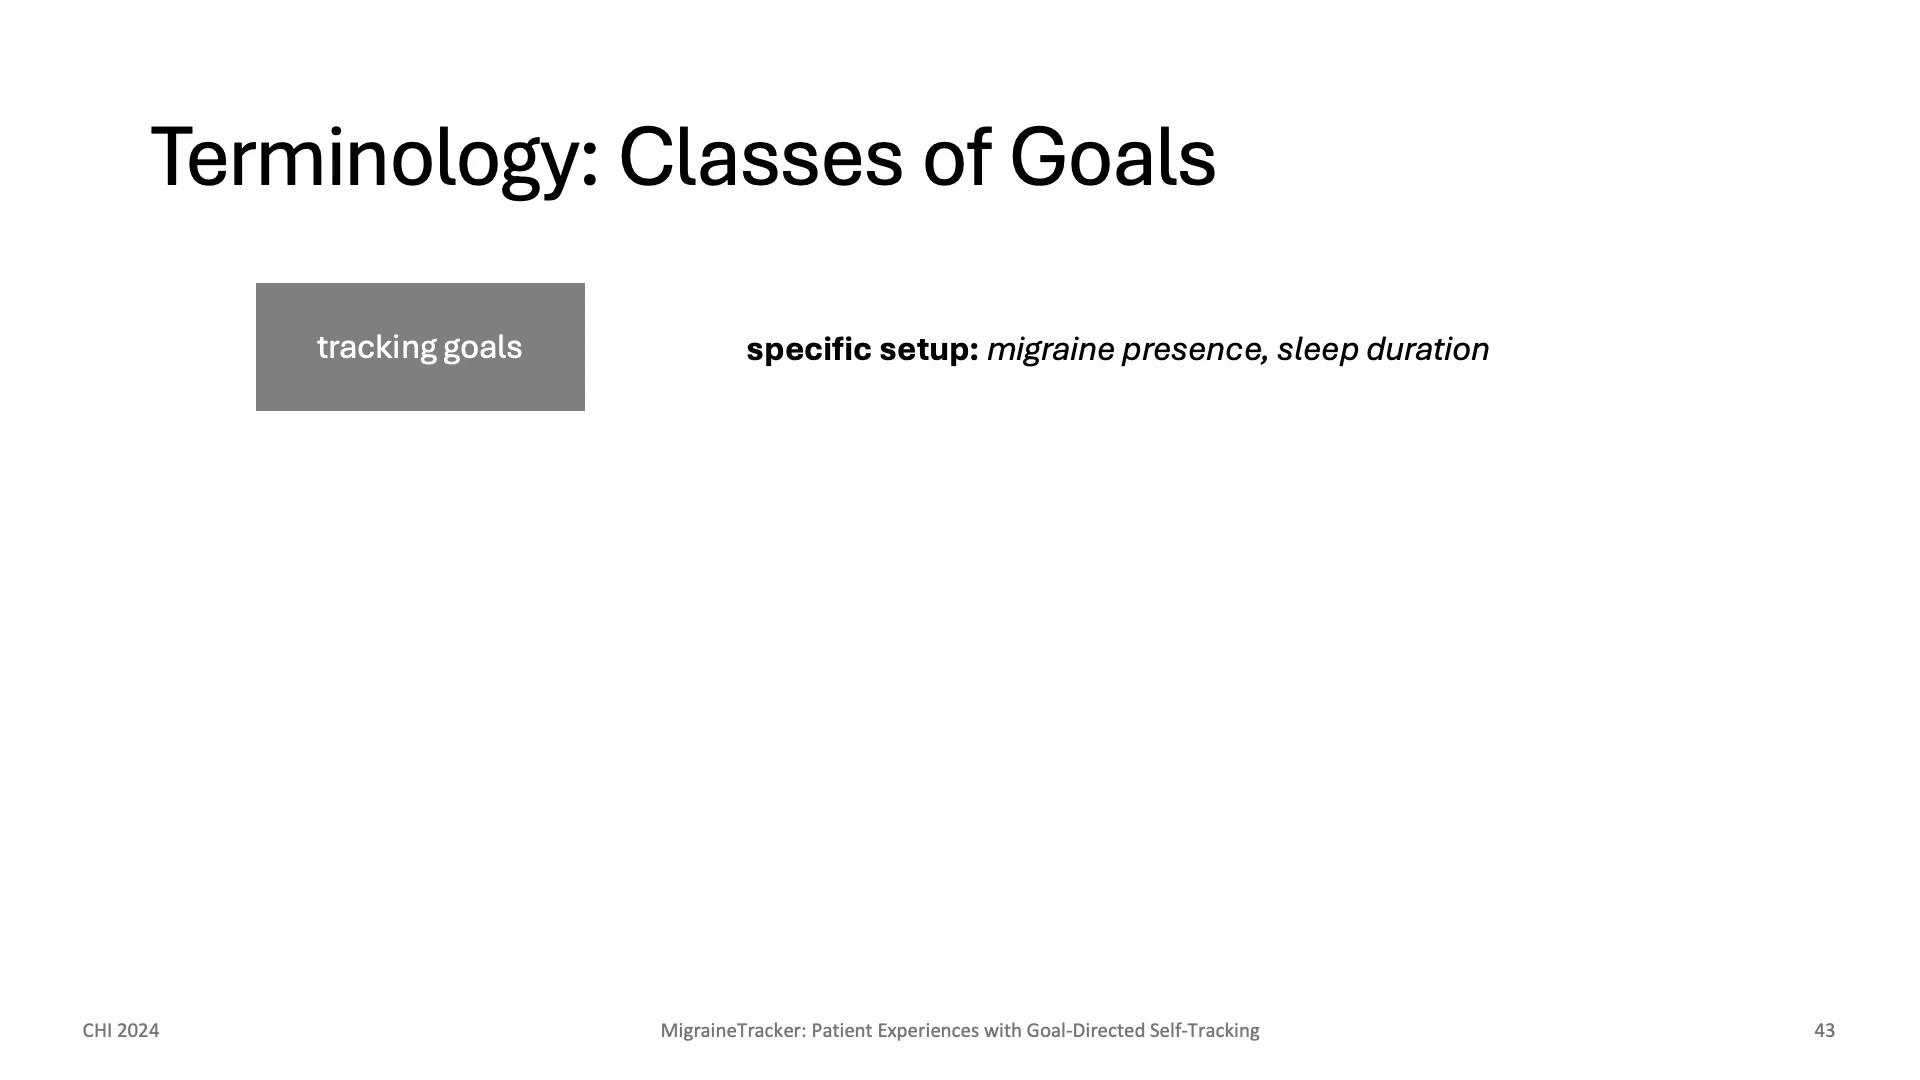 Terminology: Classes of Goals
tracking goals
specific setup: migraine presence, sleep duration
CHI 2024
MigraineTracker: Patient Experiences with Goal-Directed Self-Tracking
43